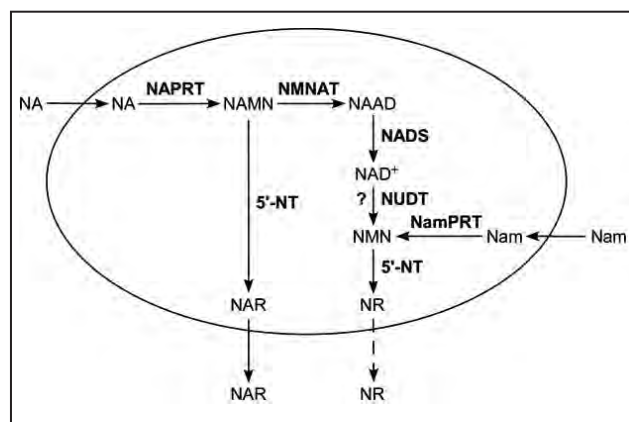 NA NA NAPRT NAMN NMNAT NAAD
NADS
NAD+
? NUDT
5'-NT
NamPRT
NMN Nam Nam
5'-NT
NAR NR
NAR NR